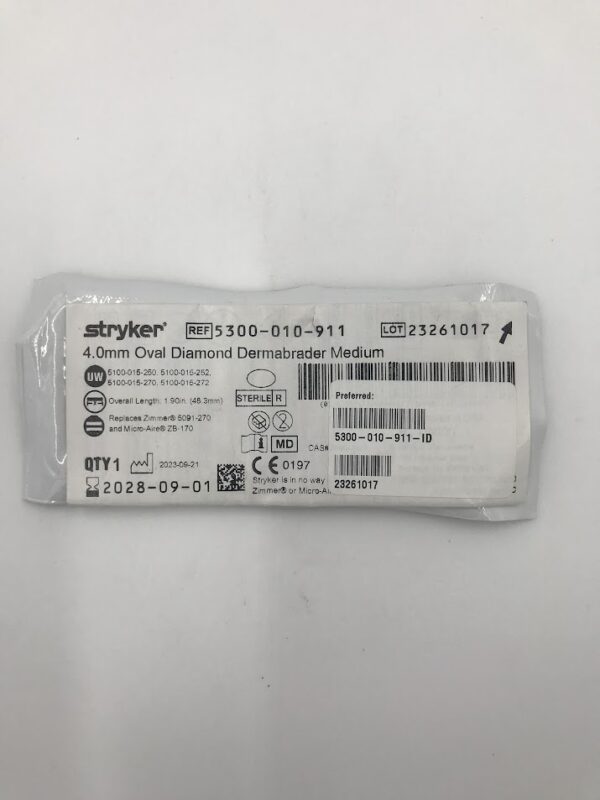 stryker®
REF 5300-010-911
LOT 23261017
4.0mm Oval Diamond Dermabrader Medium
UW 5100-015-250, 5100-015-252,
5100-015-270, 5100-015-272
Overall Length: 1.90in. (48.3mm)
Replaces Zimmer® 5091-270
and Micro-Aire® ZB-170
STERILE R
MD
QTY 1
2023-09-21
2028-09-01
CE 0197
Stryker is in no way
Zimmer® or Micro-Ai
Preferred:
5300-010-911-ID
23261017